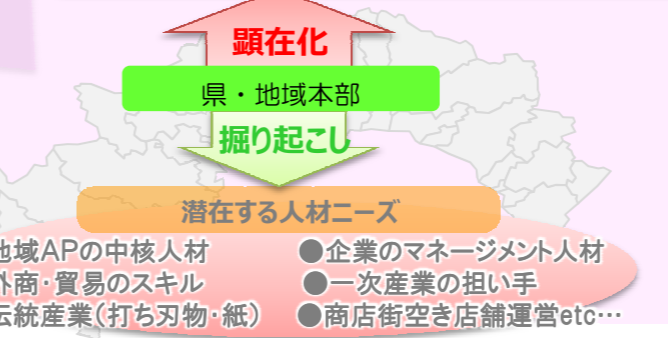 顕在化
県・地域本部
掘り起こし
潜在する人材ニーズ
地域APの中核人材 ●企業のマネージメント人材
外商・貿易のスキル ●一次産業の担い手
伝統産業（打ち刃物・紙） ●商店街空き店舗運営etc…